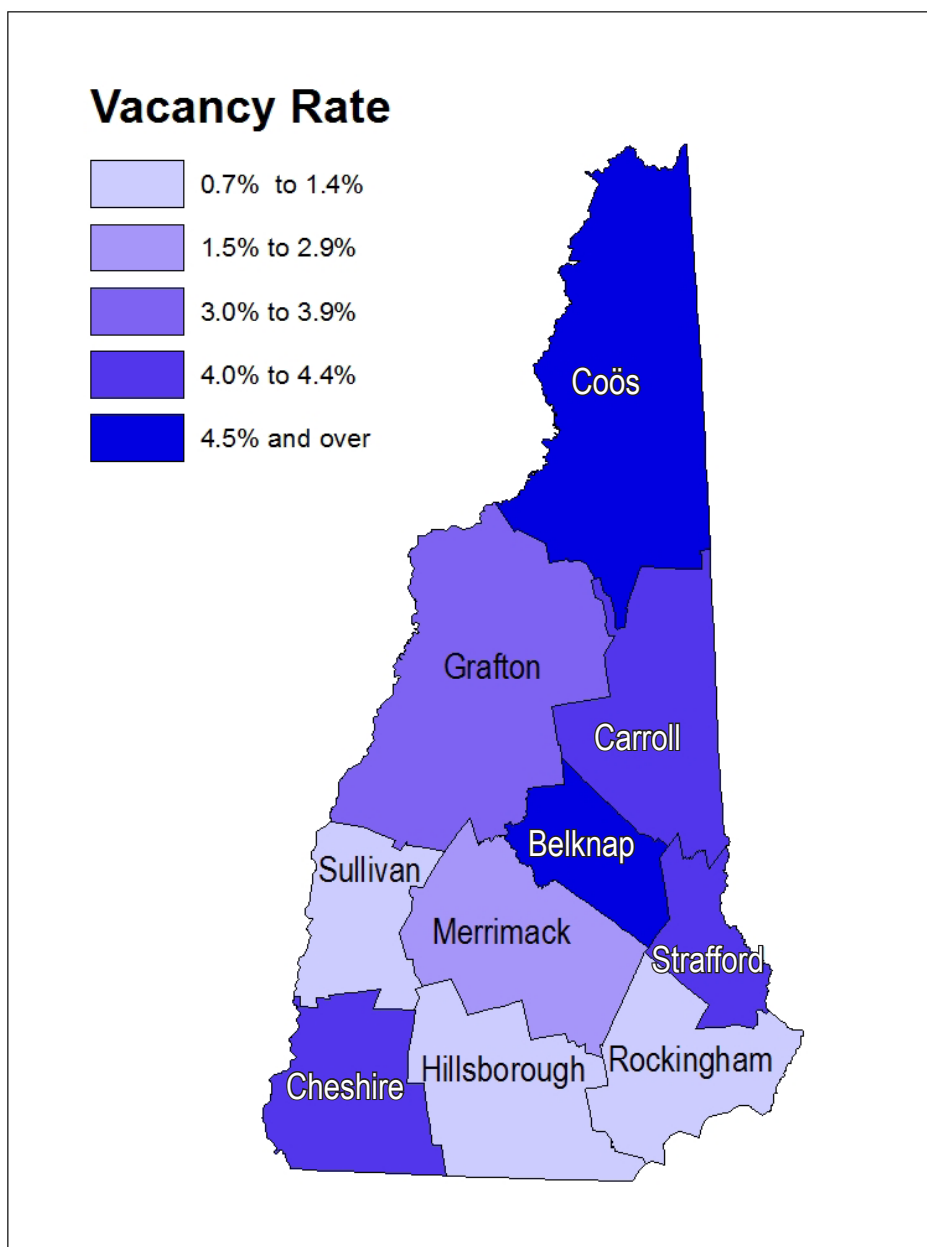 Vacancy Rate
0.7% to 1.4%
1.5% to 2.9%
3.0% to 3.9%
4.0% to 4.4%
4.5% and over
Coös
Grafton
Carroll
Belknap
Sullivan
Merrimack
Strafford
Rockingham
Hillsborough
Cheshire